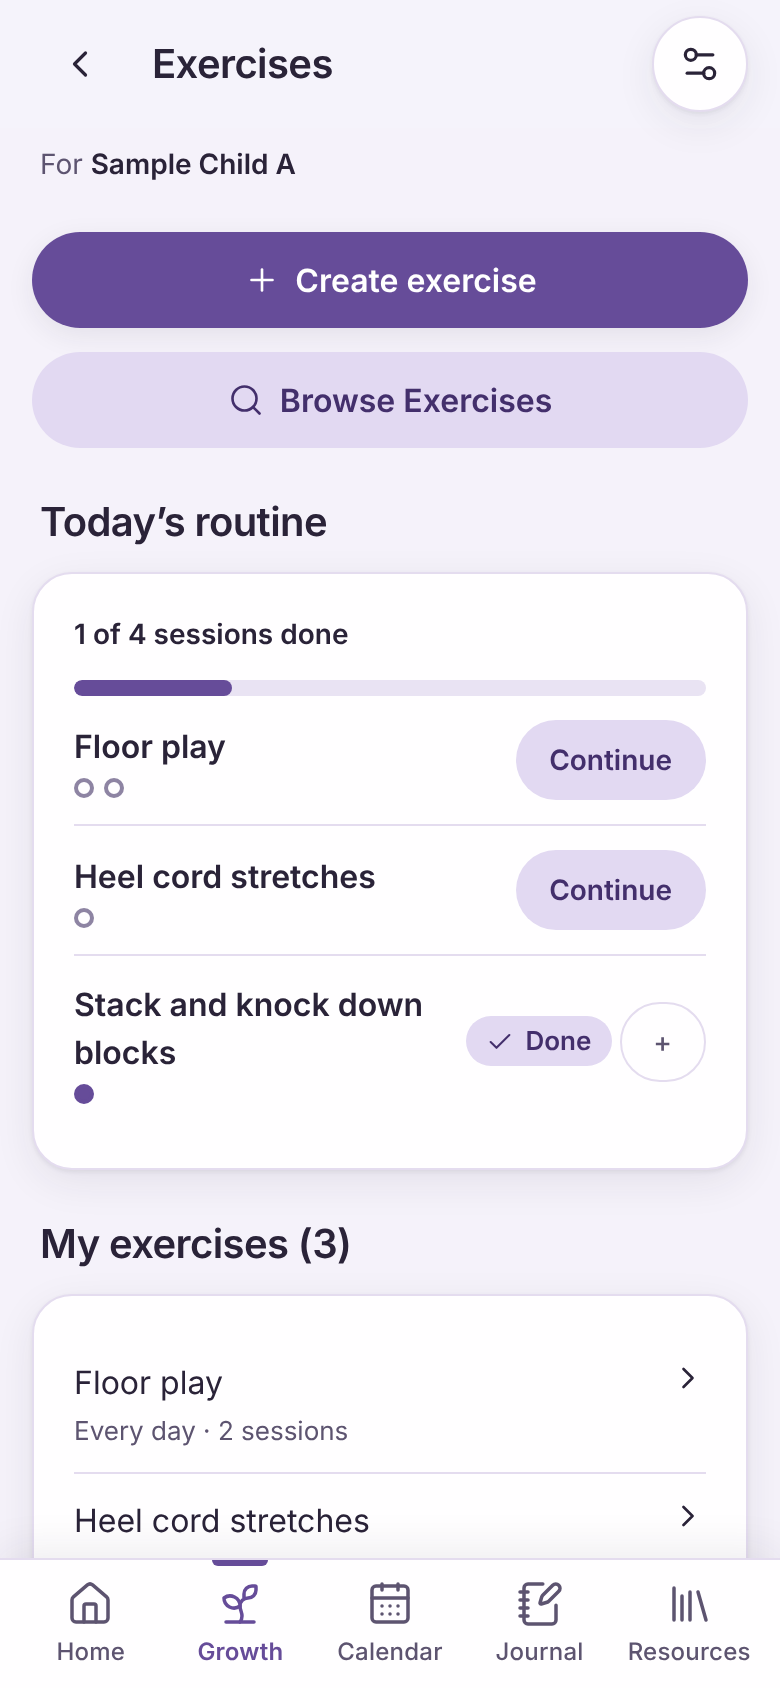 Exercises
For Sample Child A
Create exercise
Browse Exercises
Today’s routine
1 of 4 sessions done
Floor play
Continue
Heel cord stretches
Continue
Stack and knock down
blocks
Done
+
My exercises (3)
Floor play
Every day · 2 sessions
Heel cord stretches
Home
Growth
Calendar
Journal
Resources